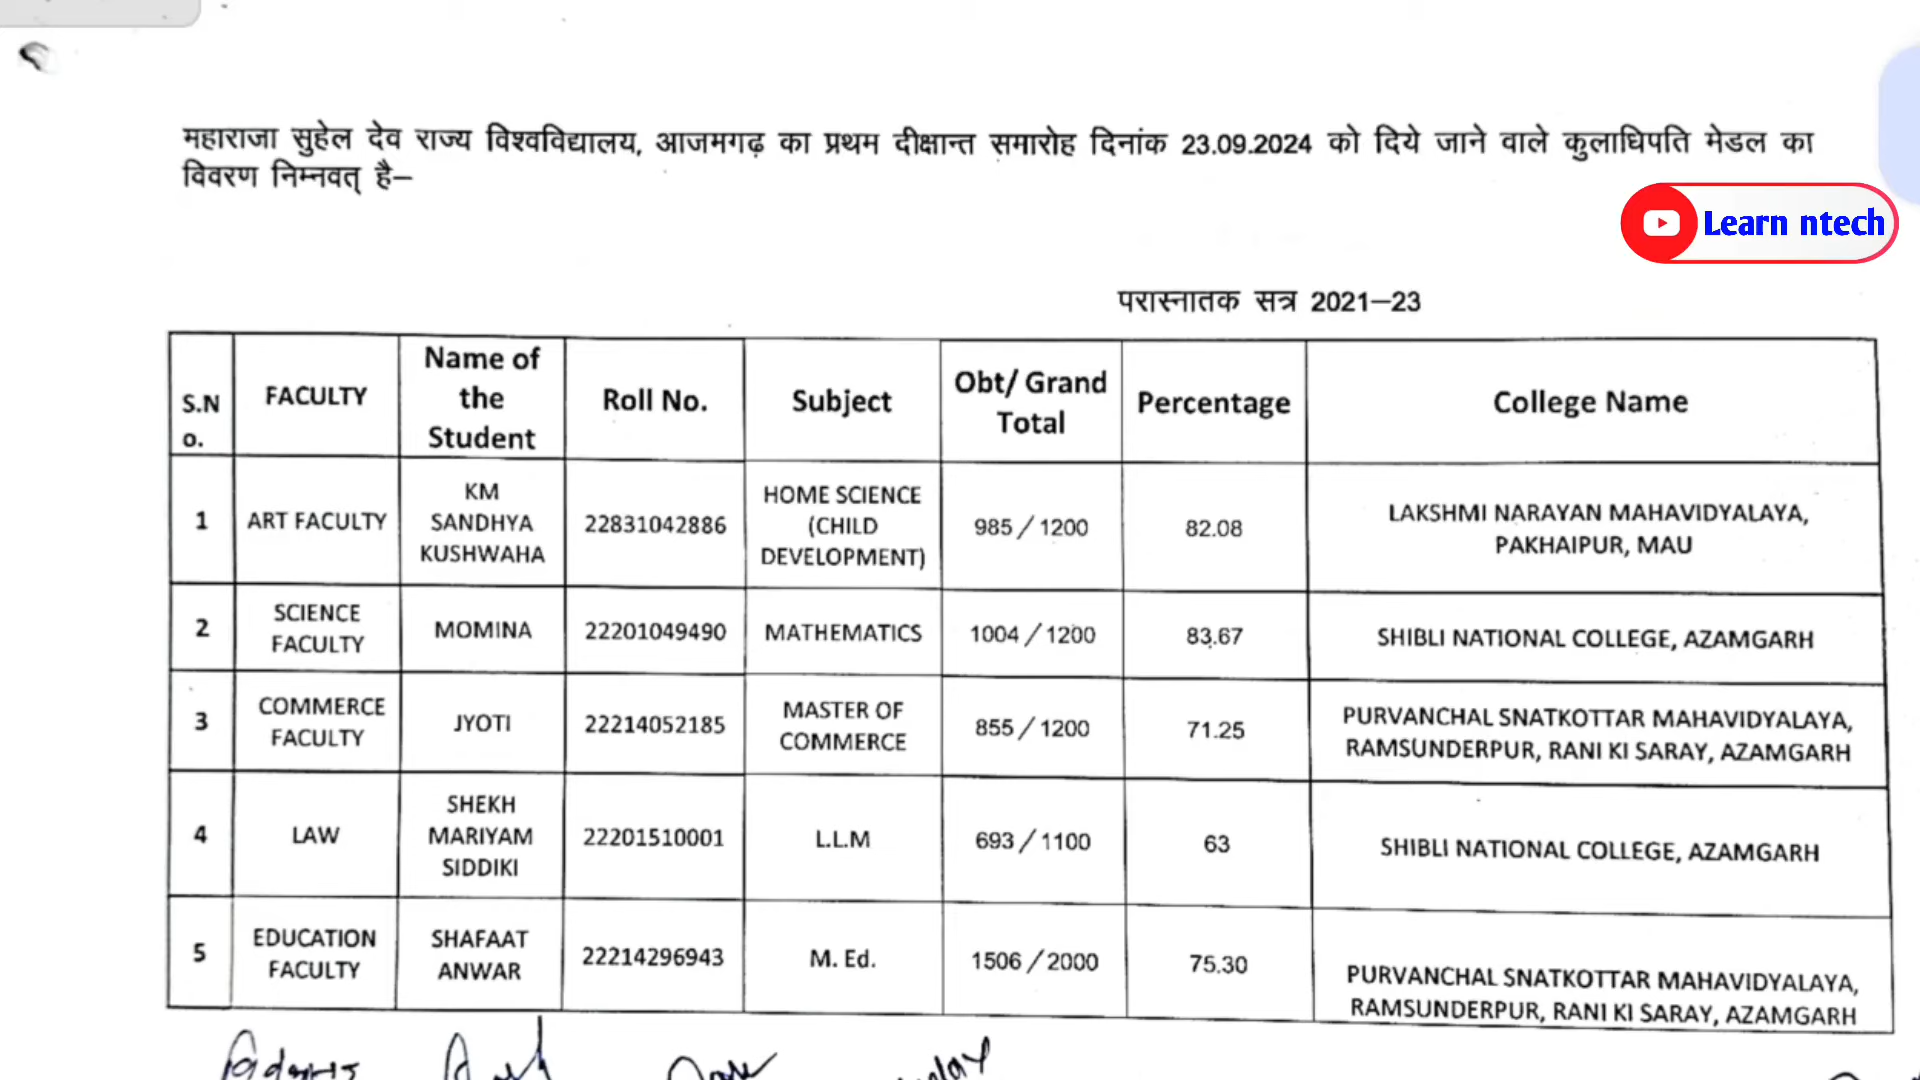 महाराजा सुहेल देव राज्य विश्वविद्यालय, आजमगढ़ का प्रथम दीक्षान्त समारोह दिनांक 23.09.2024 को दिये जाने वाले कुलाधिपति मेडल का
विवरण निम्नवत् है–
Learn ntech
परास्नातक सत्र 2021–23
S.N
o.
FACULTY
Name of
the
Student
Roll No.
Subject
Obt/ Grand
Total
Percentage
College Name
1
ART FACULTY
KM
SANDHYA
KUSHWAHA
22831042886
HOME SCIENCE
(CHILD
DEVELOPMENT)
985 / 1200
82.08
LAKSHMI NARAYAN MAHAVIDYALAYA,
PAKHAIPUR, MAU
2
SCIENCE
FACULTY
MOMINA
22201049490
MATHEMATICS
1004 / 1200
83.67
SHIBLI NATIONAL COLLEGE, AZAMGARH
3
COMMERCE
FACULTY
JYOTI
22214052185
MASTER OF
COMMERCE
855 / 1200
71.25
PURVANCHAL SNATKOTTAR MAHAVIDYALAYA,
RAMSUNDERPUR, RANI KI SARAY, AZAMGARH
4
LAW
SHEKH
MARIYAM
SIDDIKI
22201510001
L.L.M
693 / 1100
63
SHIBLI NATIONAL COLLEGE, AZAMGARH
5
EDUCATION
FACULTY
SHAFAAT
ANWAR
22214296943
M. Ed.
1506 / 2000
75.30
PURVANCHAL SNATKOTTAR MAHAVIDYALAYA,
RAMSUNDERPUR, RANI KI SARAY, AZAMGARH